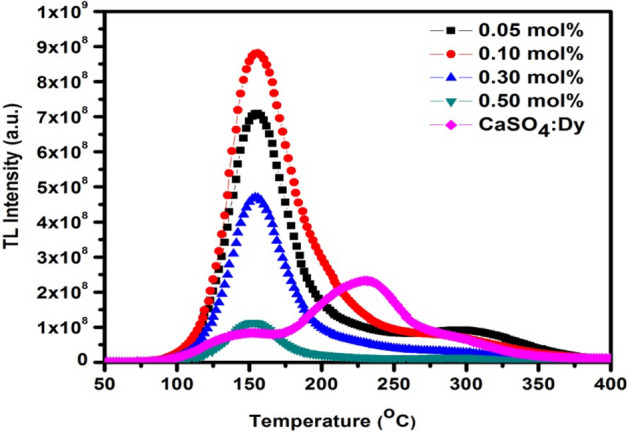 1x10⁹
9x10⁸
8x10⁸
7x10⁸
6x10⁸
5x10⁸
4x10⁸
3x10⁸
2x10⁸
1x10⁸
0
TL Intensity (a.u.)
0.05 mol%
0.10 mol%
0.30 mol%
0.50 mol%
CaSO₄:Dy
50 100 150 200 250 300 350 400
Temperature (⁰C)